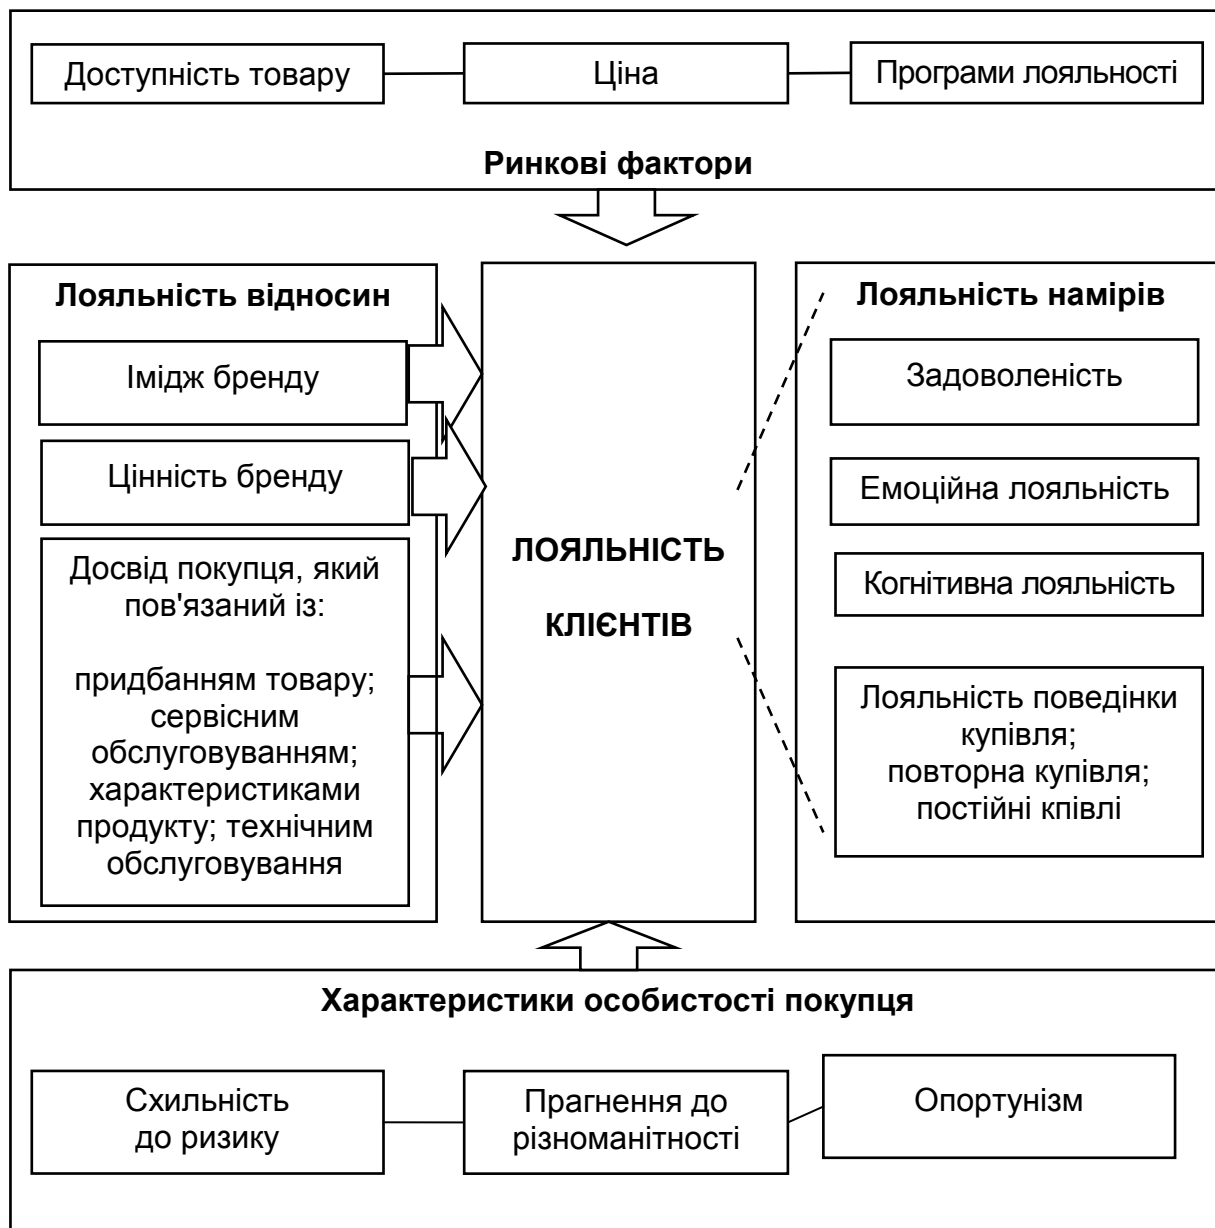 Доступність товару
Ціна
Програми лояльності
Ринкові фактори
Лояльність відносин
Імідж бренду
Цінність бренду
Досвід покупця, який
пов'язаний із:
придбанням товару;
сервісним
обслуговуванням;
характеристиками
продукту; технічним
обслуговування
ЛОЯЛЬНІСТЬ
КЛІЄНТІВ
Лояльність намірів
Задоволеність
Емоційна лояльність
Когнитивна лояльність
Лояльність поведінки
купівля;
повторна купівля;
постійні кпівлі
Характеристики особистості покупця
Схильність
до ризику
Прагнення до
різноманітності
Опортунізм